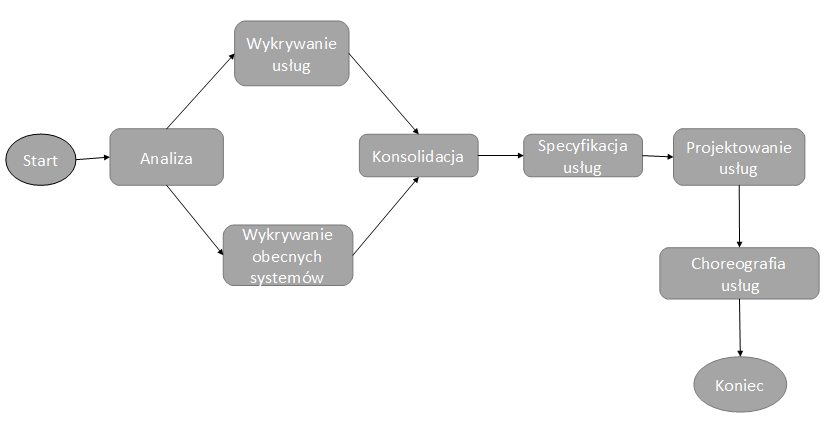 Start
Analiza
Wykrywanie
usług
Wykrywanie
obecnych
systemów
Konsolidacja
Specyfikacja
usług
Projektowanie
usług
Choreografia
usług
Koniec